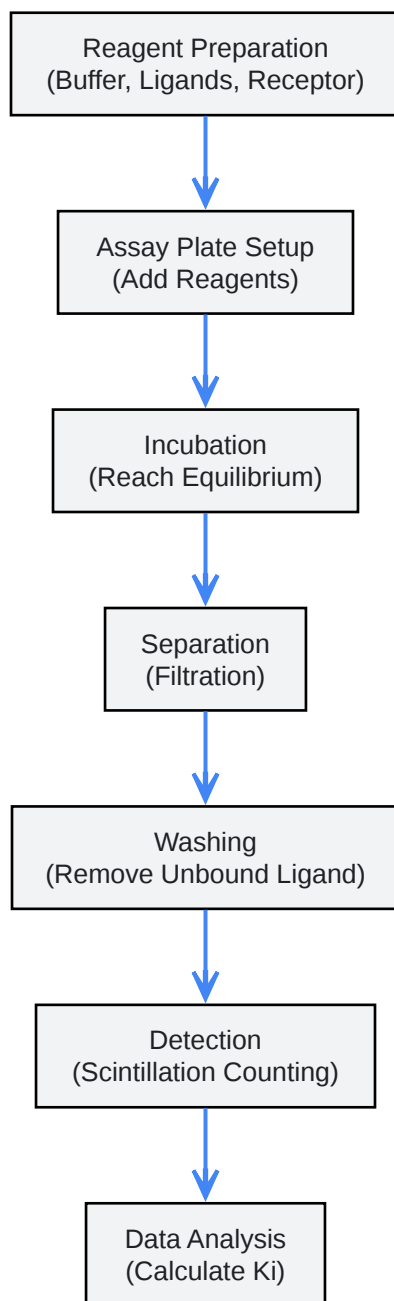 Reagent Preparation
(Buffer, Ligands, Receptor)
Assay Plate Setup
(Add Reagents)
Incubation
(Reach Equilibrium)
Separation
(Filtration)
Washing
(Remove Unbound Ligand)
Detection
(Scintillation Counting)
Data Analysis
(Calculate Ki)